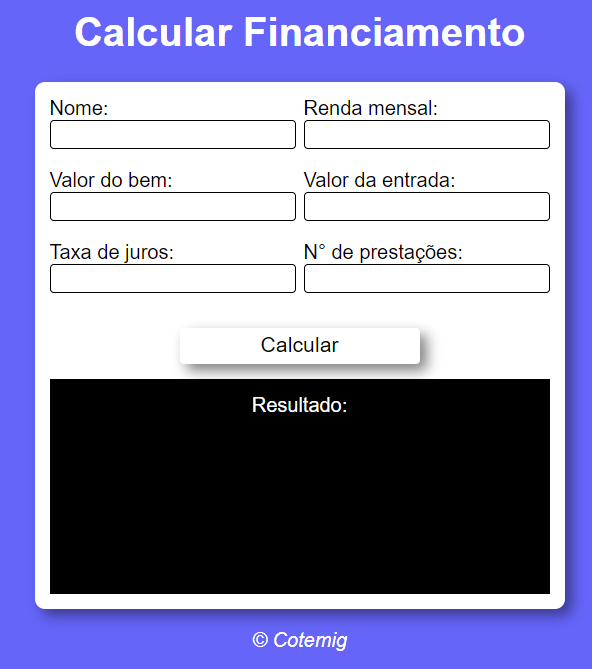 Calcular Financiamento
Nome: Renda mensal:
Valor do bem: Valor da entrada:
Taxa de juros: N° de prestações:
Calcular
Resultado:
© Cotemig